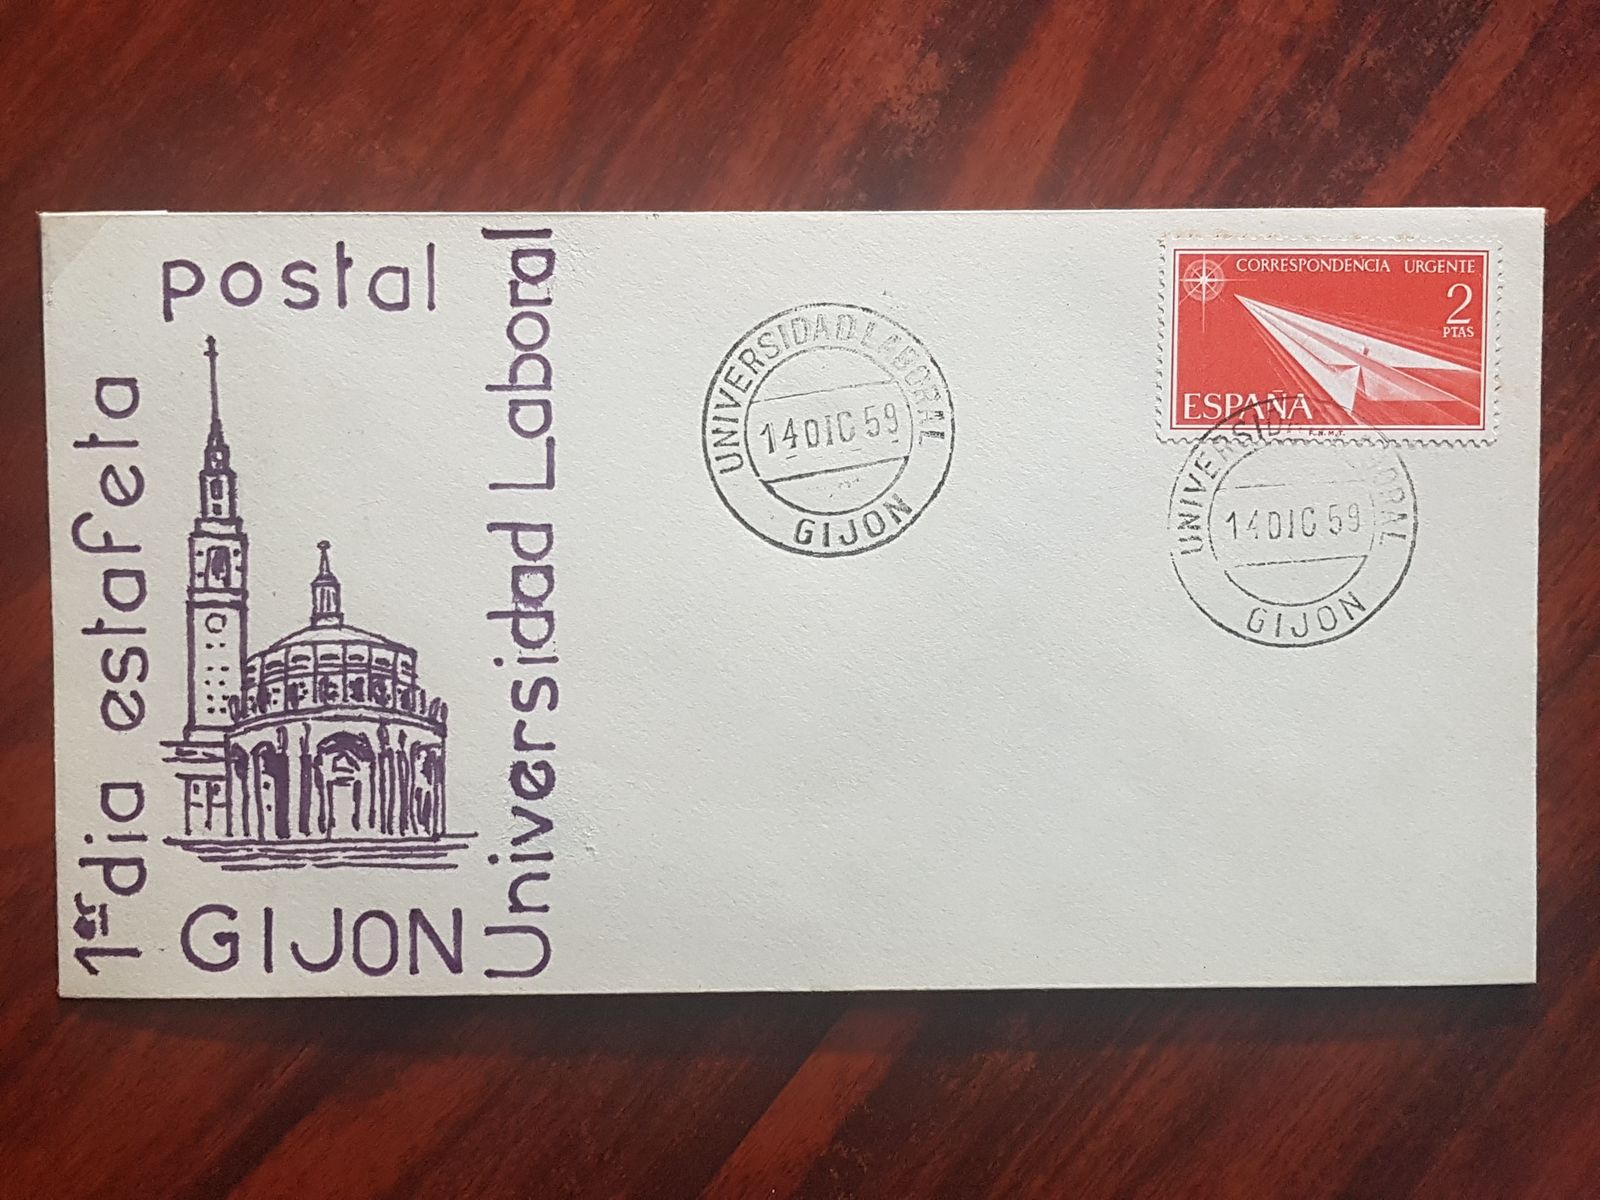 1er dia estafeta
postal
Universidad Laboral
GIJON
UNIVERSIDAD LABORAL
14 DIC 59
GIJON
CORRESPONDENCIA URGENTE
2
PTAS
ESPAÑA
F.N.M.T.
UNIVERSIDAD LABORAL
14 DIC 59
GIJON